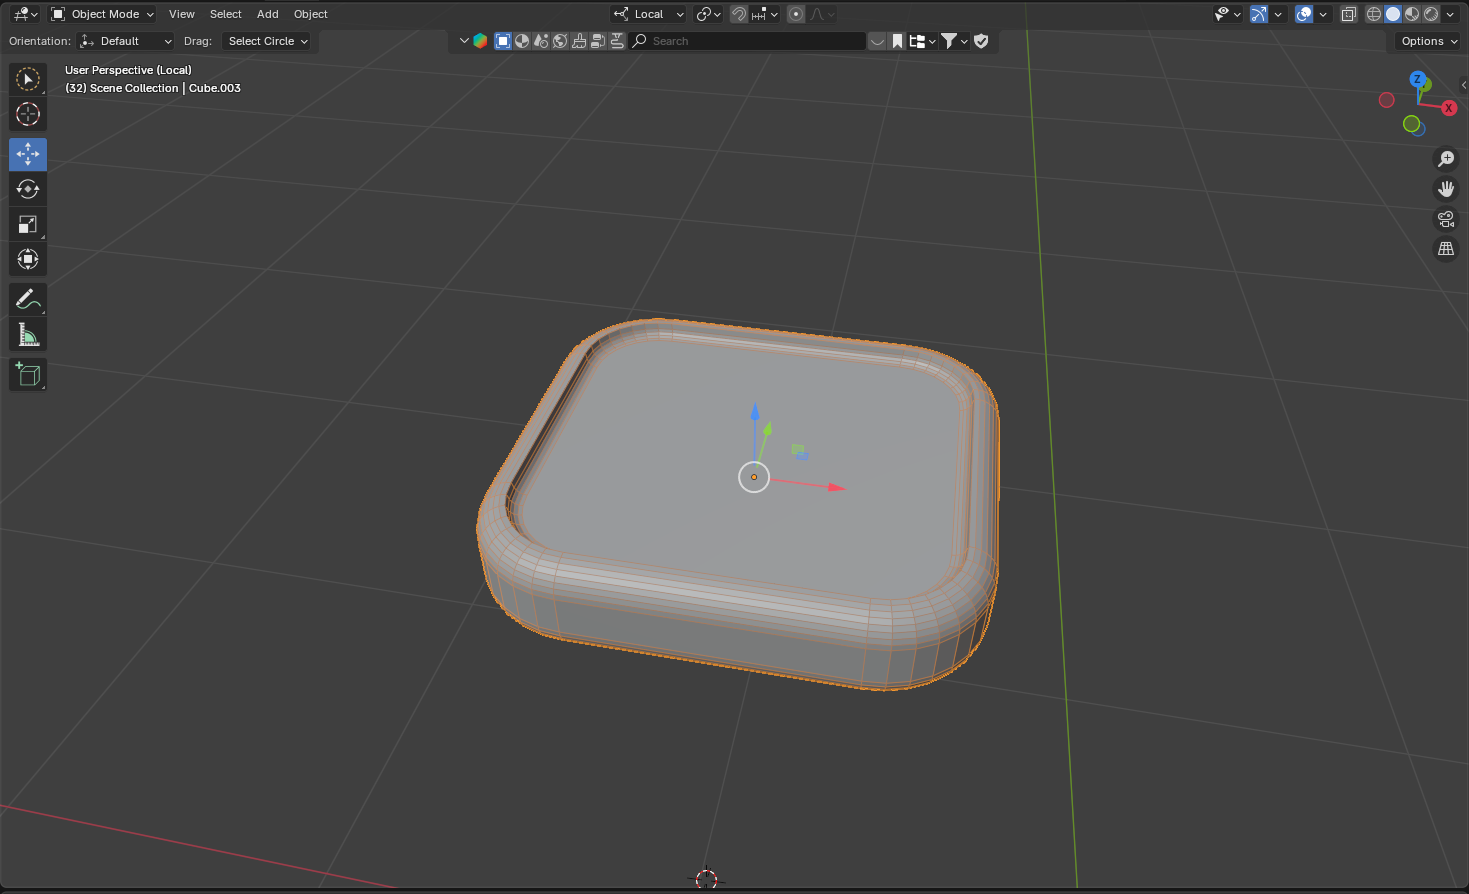 Object Mode View Select Add Object Local
Orientation: Default Drag: Select Circle Search Options
User Perspective (Local)
(32) Scene Collection | Cube.003
Z
X